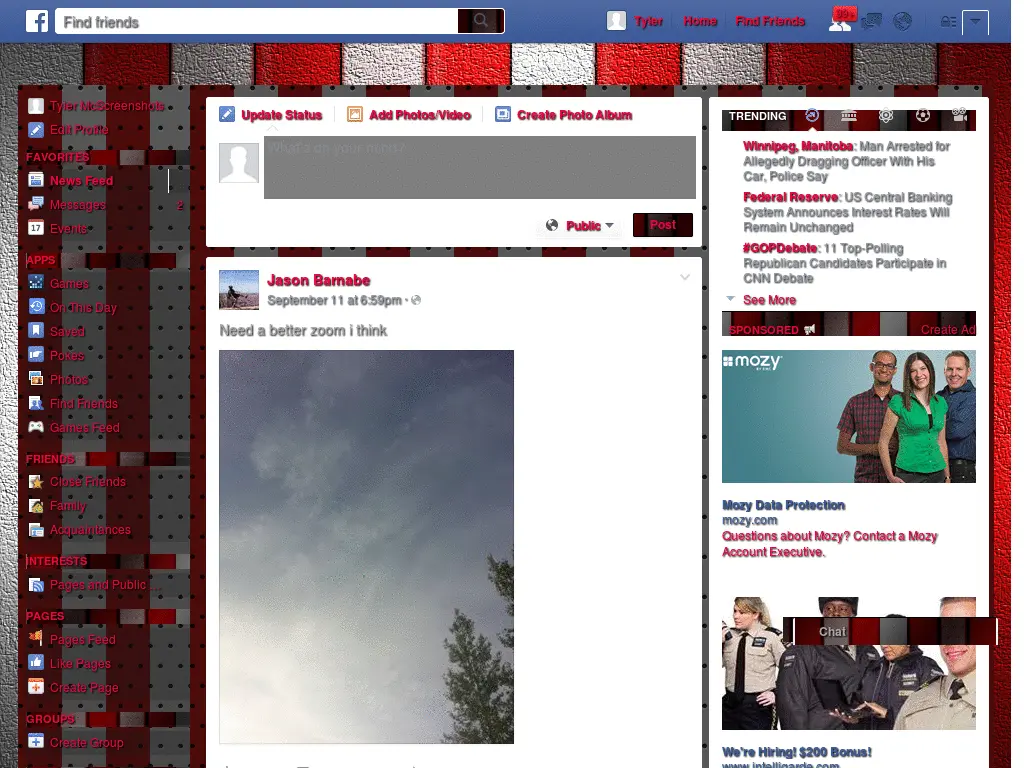 Find friends
Tyler
Home
Find Friends
Tyler McScreenshots
Edit Profile
FAVORITES
News Feed
Messages 2
Events
APPS
Games
On This Day
Saved
Pokes
Photos
Find Friends
Games Feed
FRIENDS
Close Friends
Family
Acquaintances
INTERESTS
Pages and Public ...
PAGES
Pages Feed
Like Pages
Create Page
GROUPS
Create Group
Update Status
Add Photos/Video
Create Photo Album
What's on your mind?
Public
Post
Jason Barnabe
September 11 at 6:59pm ·
Need a better zoom i think
TRENDING
Winnipeg, Manitoba: Man Arrested for
Allegedly Dragging Officer With His
Car, Police Say
Federal Reserve: US Central Banking
System Announces Interest Rates Will
Remain Unchanged
#GOPDebate: 11 Top-Polling
Republican Candidates Participate in
CNN Debate
See More
SPONSORED
Create Ad
mozy
Mozy Data Protection
mozy.com
Questions about Mozy? Contact a Mozy
Account Executive.
Chat
We're Hiring! $200 Bonus!
www.intelligarde.com